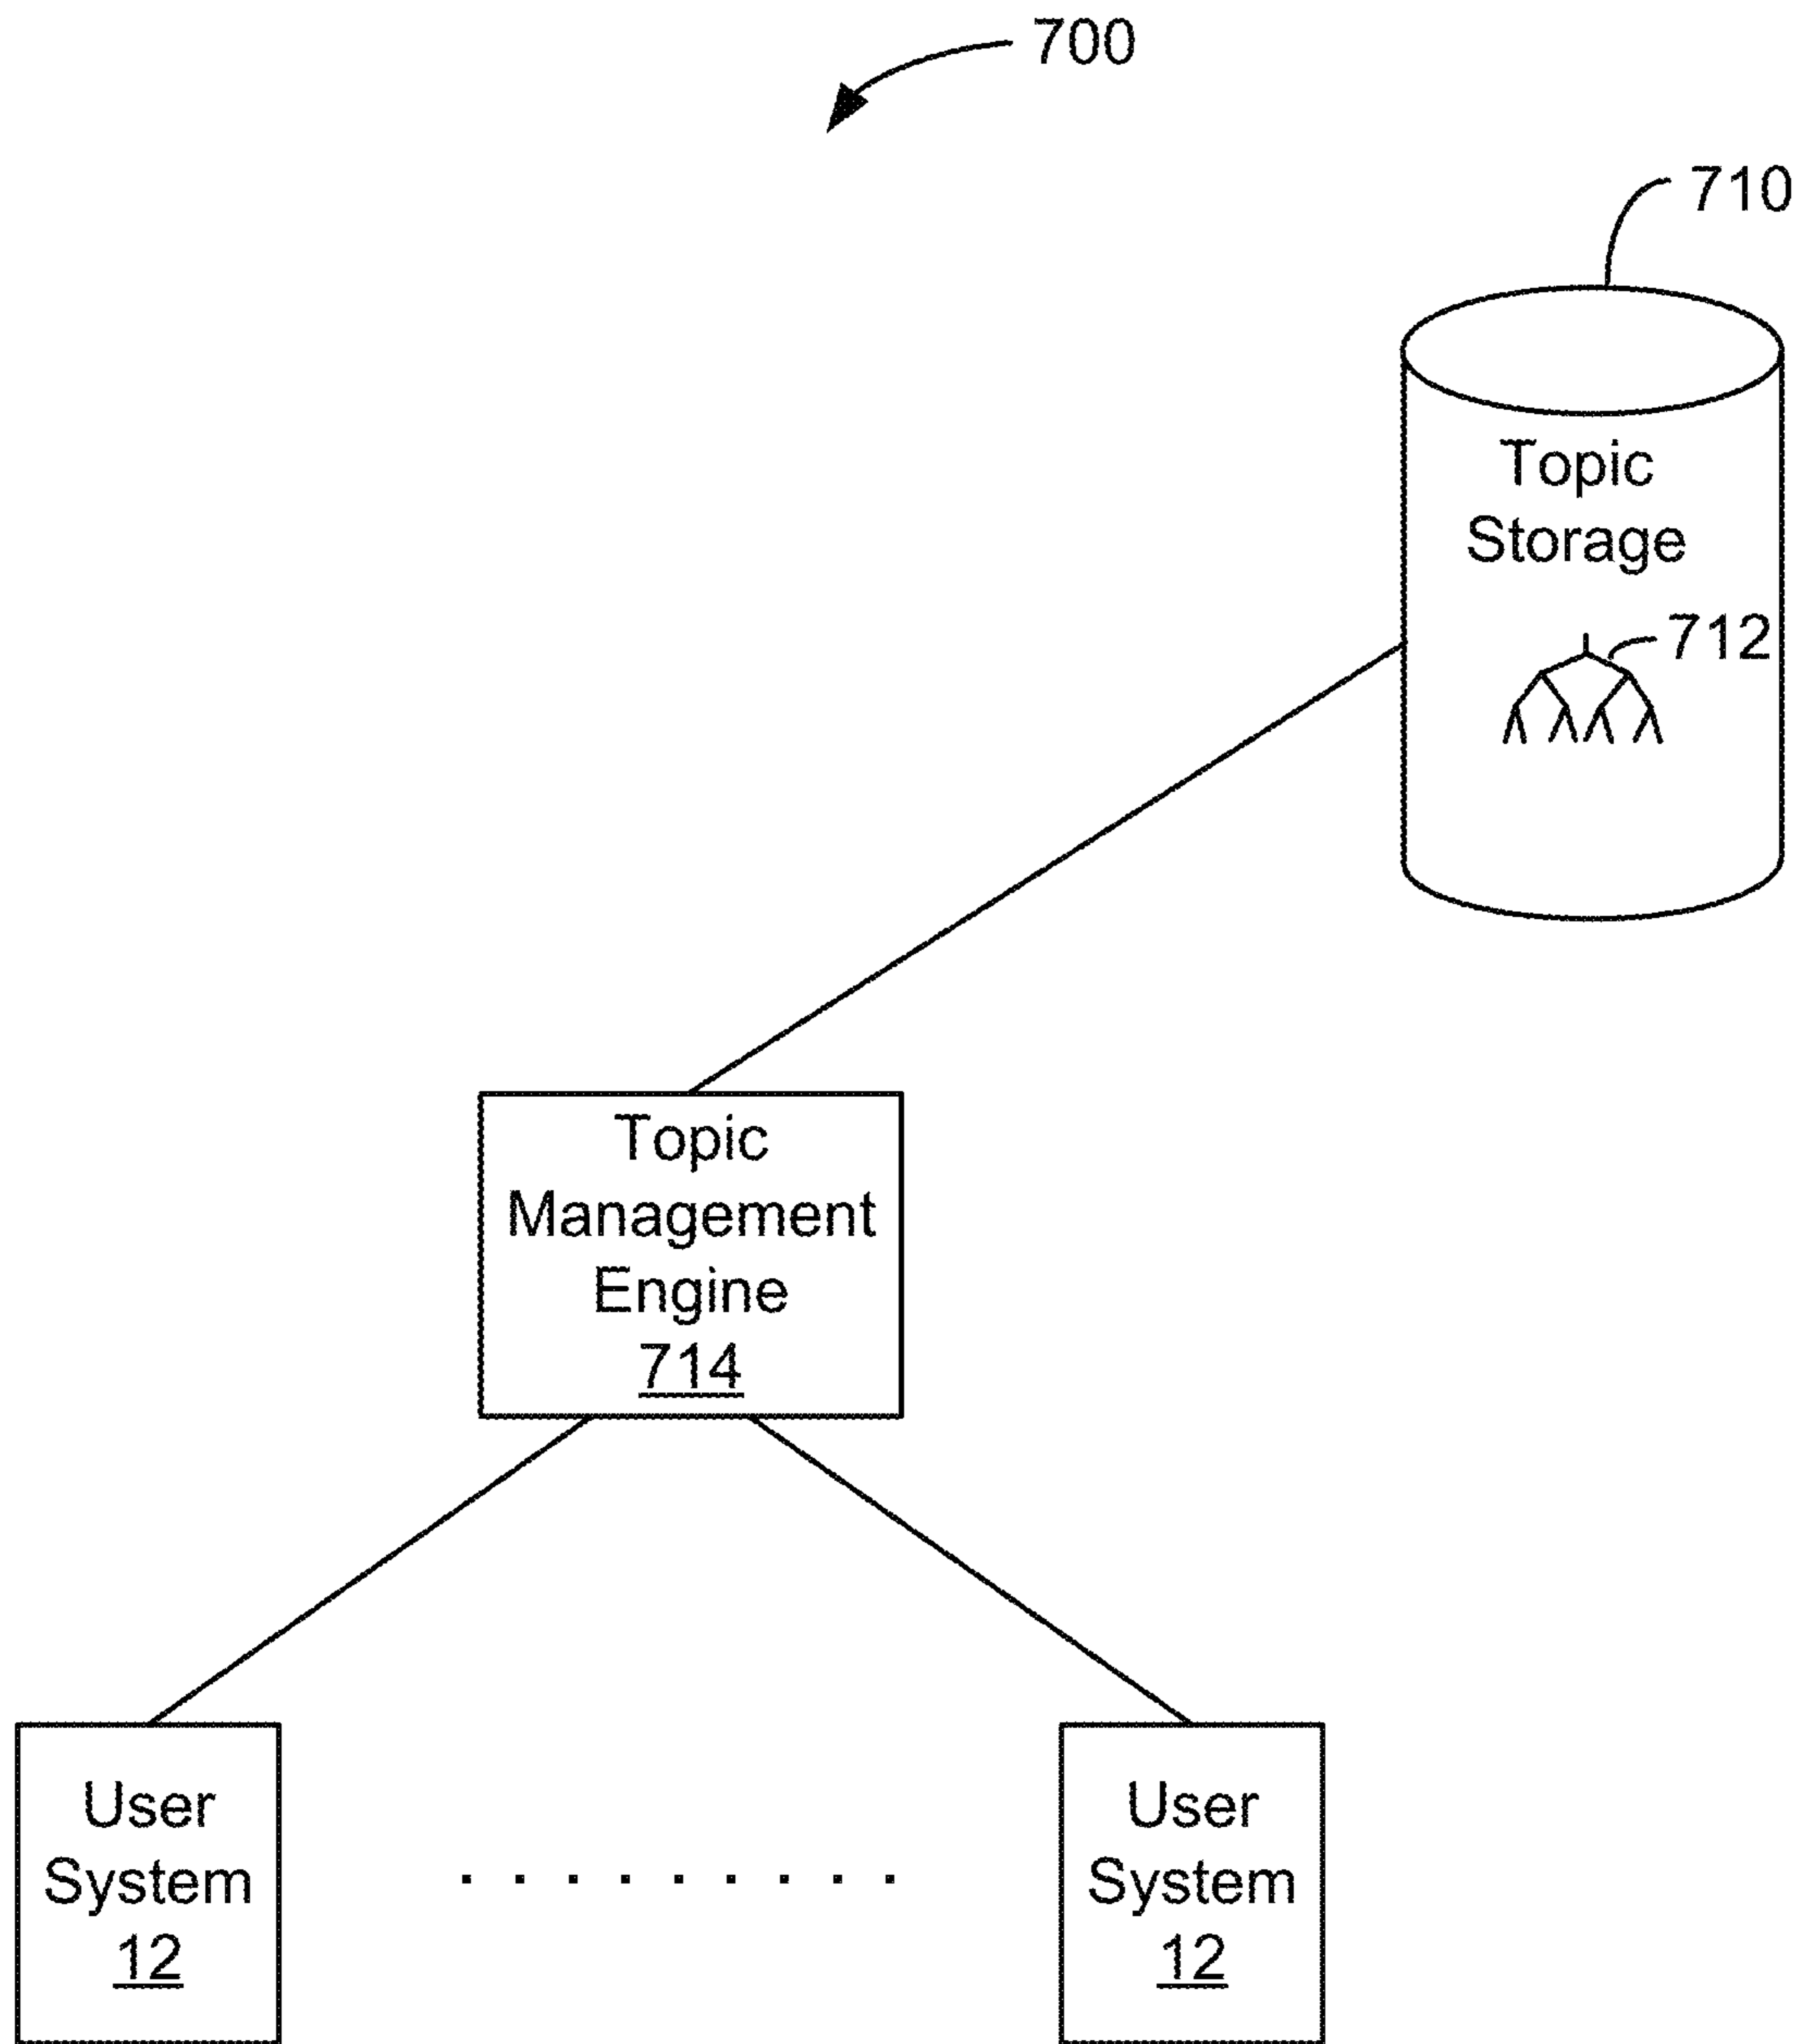 700
710
Topic
Storage
712
Topic
Management
Engine
714
User
System
12
User
System
12